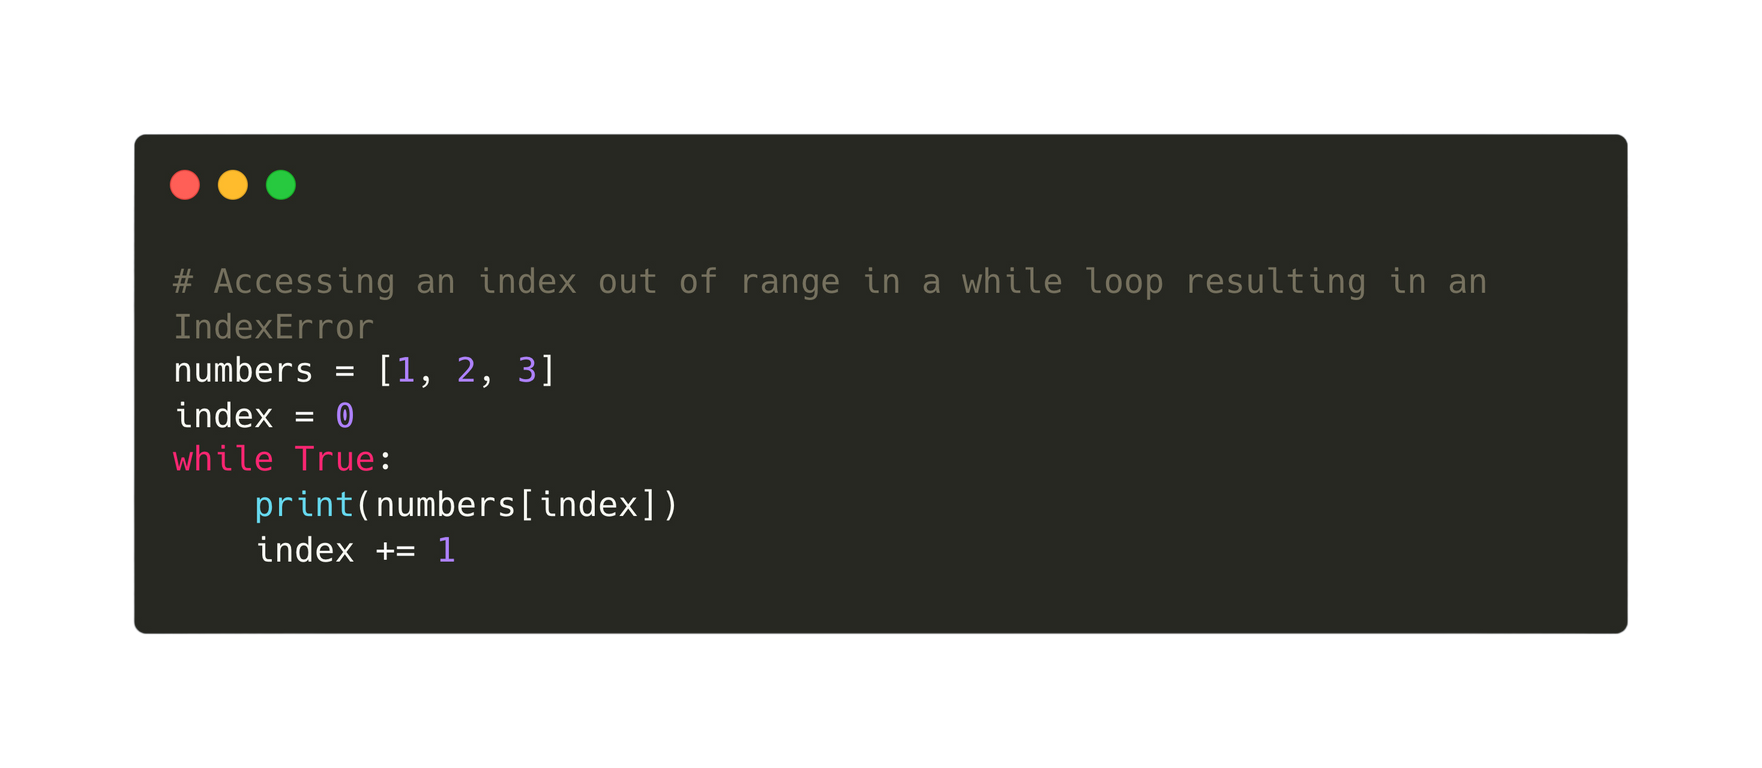 # Accessing an index out of range in a while loop resulting in an
IndexError
numbers = [1, 2, 3]
index = 0
while True:
    print(numbers[index])
    index += 1